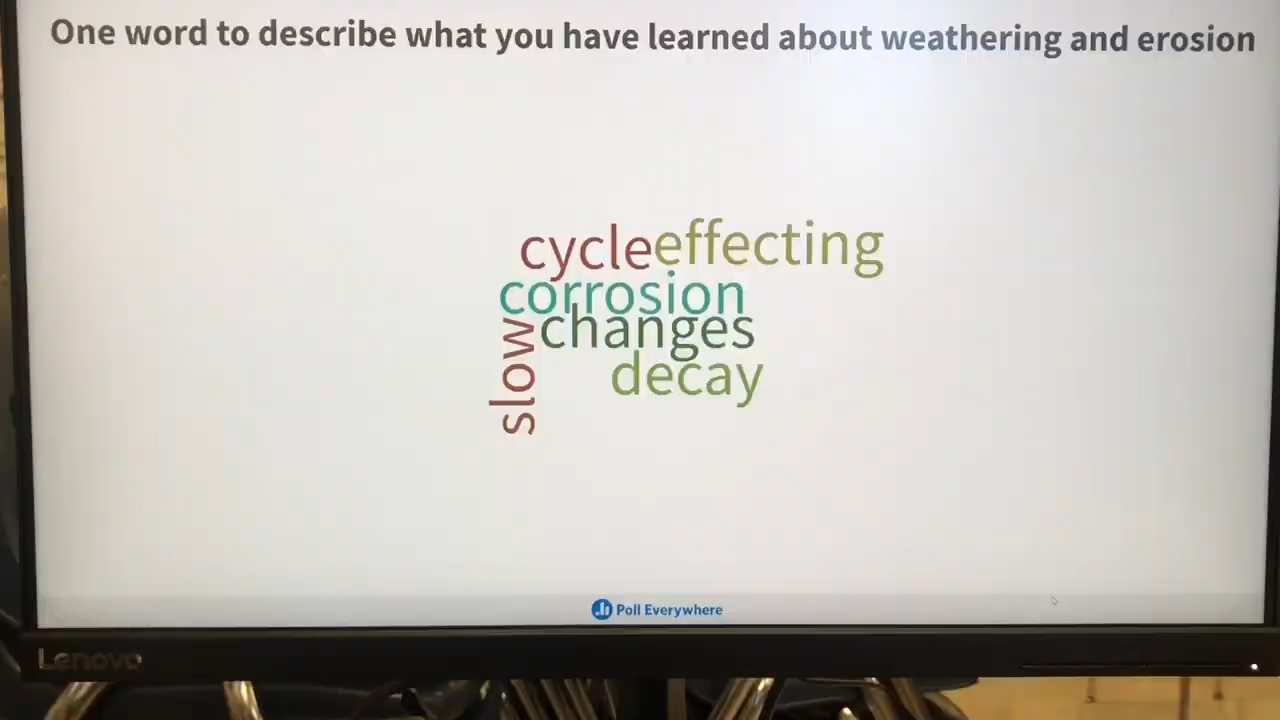 One word to describe what you have learned about weathering and erosion
cycle effecting
corrosion
changes
slow
decay
Poll Everywhere
Lenovo